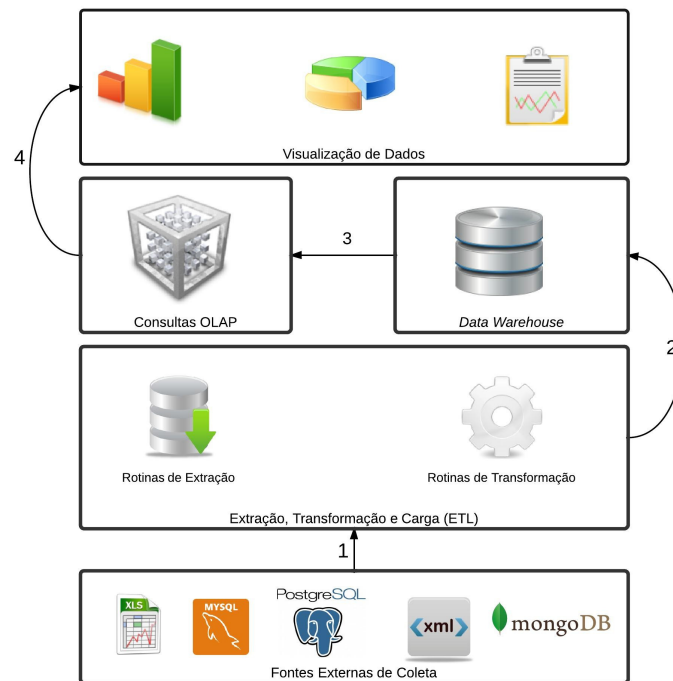 Visualização de Dados
4
3
Consultas OLAP
Data Warehouse
2
Rotinas de Extração
Rotinas de Transformação
Extração, Transformação e Carga (ETL)
1
XLS
MYSQL
PostgreSQL
xml
mongoDB
Fontes Externas de Coleta